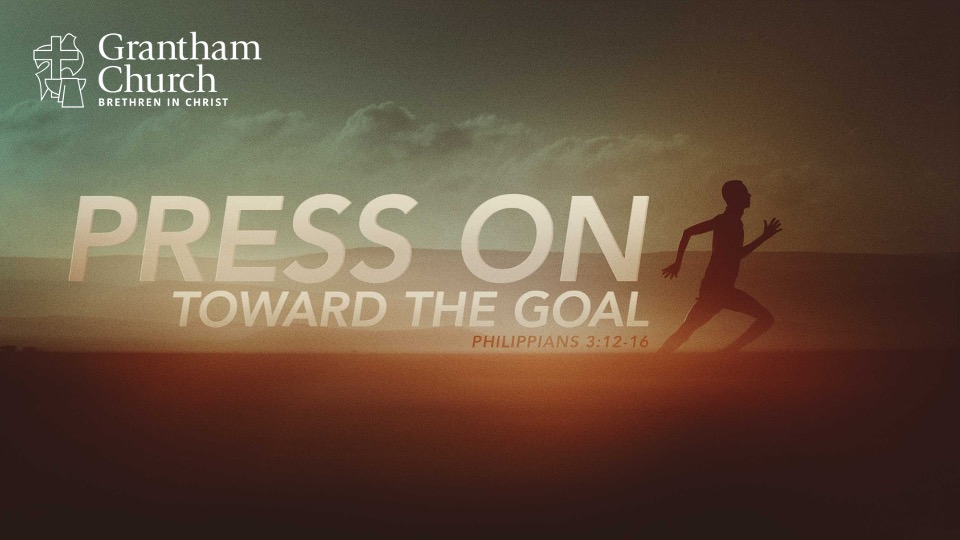 Grantham
Church
BRETHREN IN CHRIST
PRESS ON
TOWARD THE GOAL
PHILIPPIANS 3:12-16